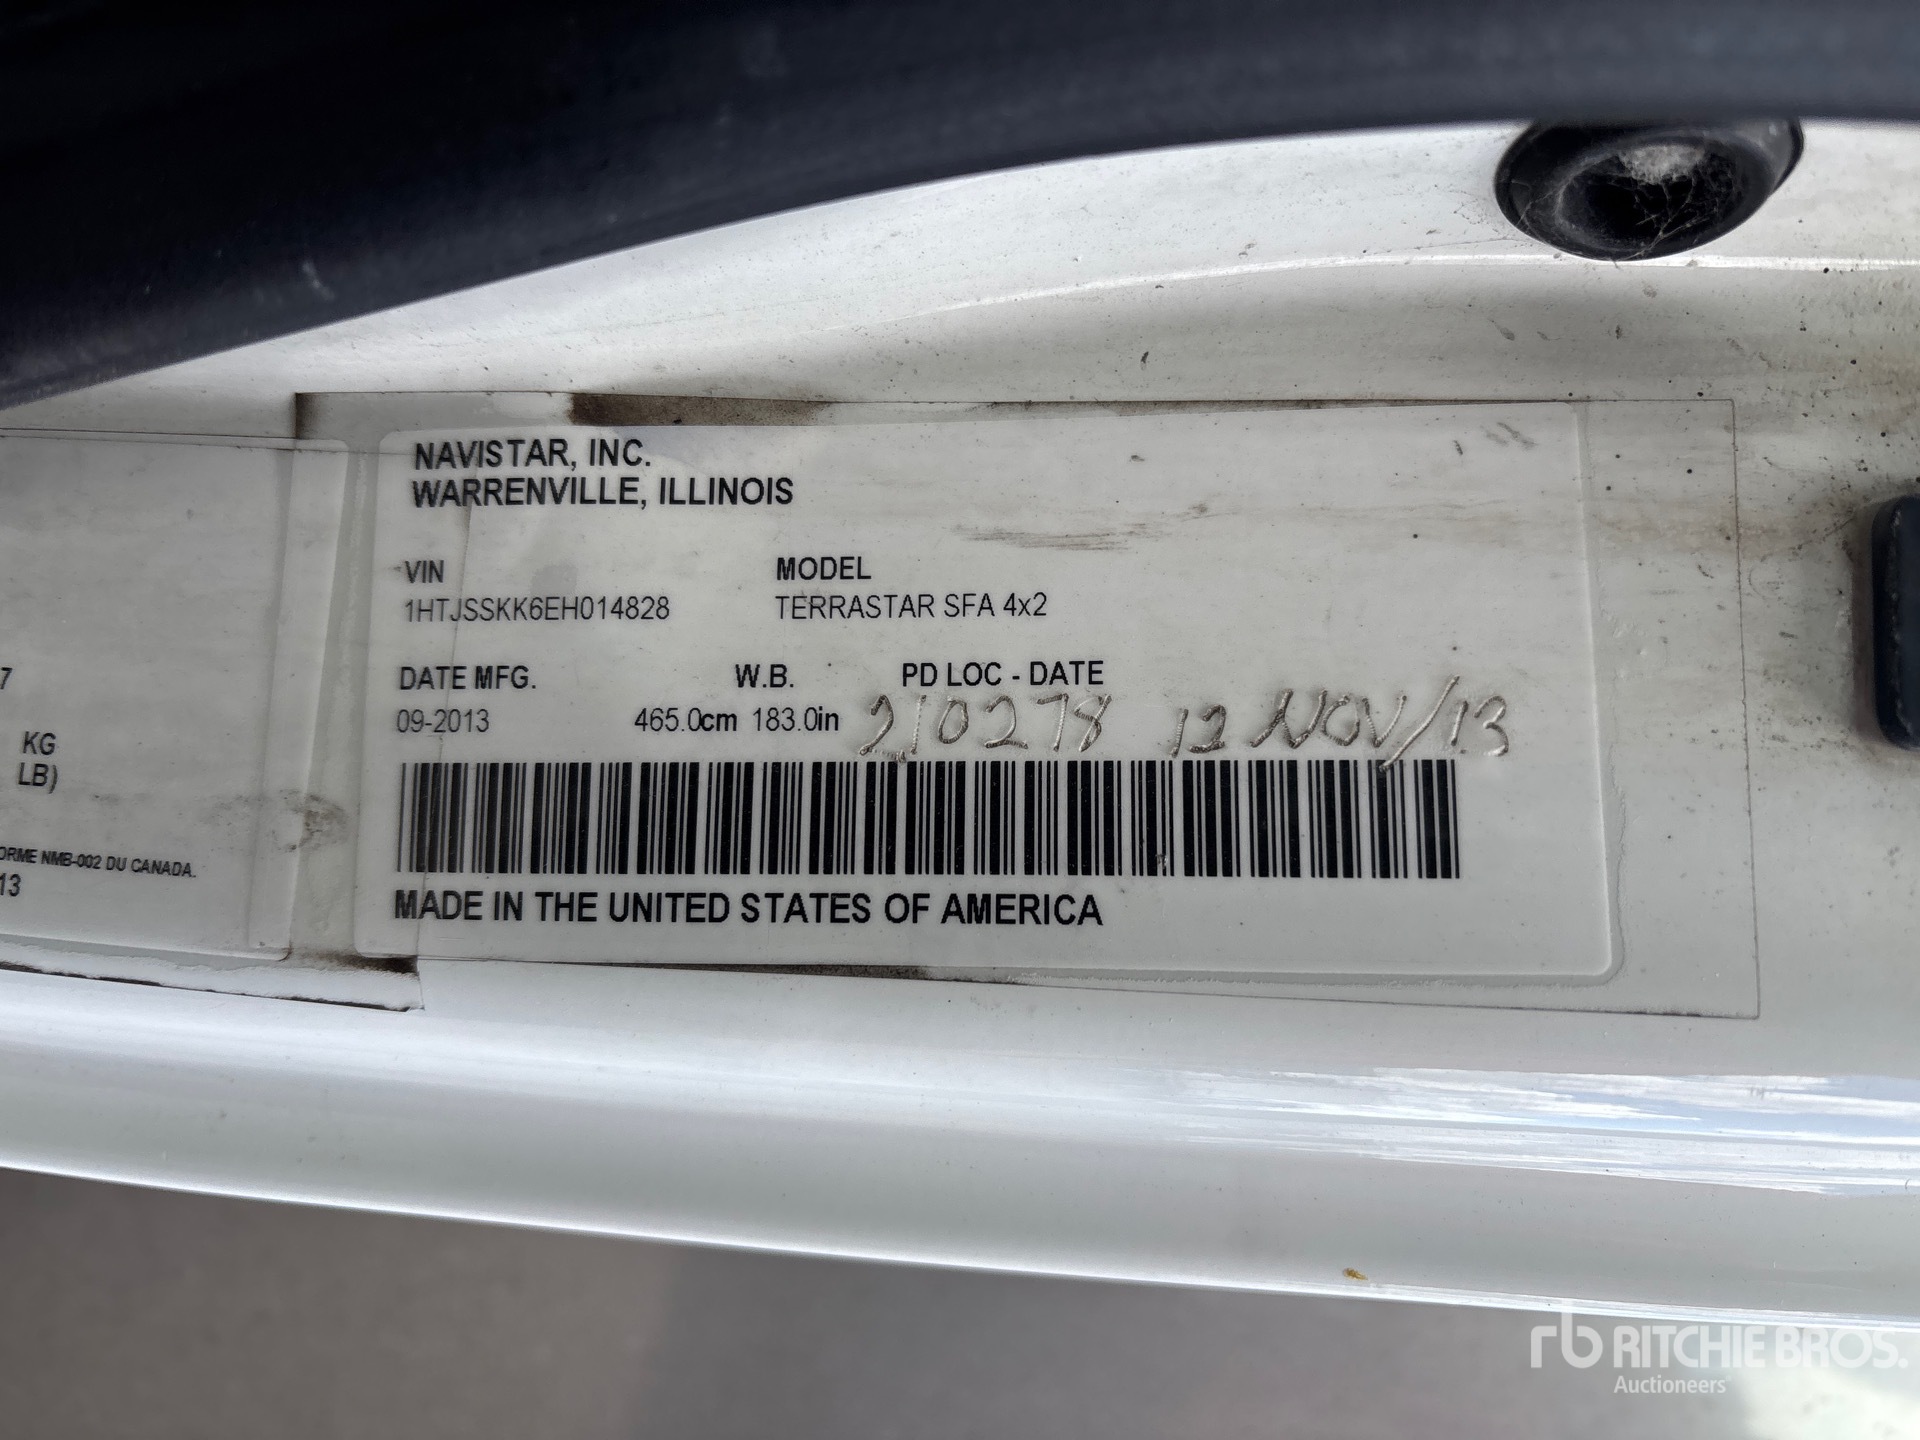 NAVISTAR, INC.
WARRENVILLE, ILLINOIS
VIN MODEL
1HTJSSKK6EH014828 TERRASTAR SFA 4x2
DATE MFG. W.B. PD LOC - DATE
09-2013 465.0cm 183.0in 210278 12 NOV/13
MADE IN THE UNITED STATES OF AMERICA
7
KG
LB)
ORME NMB-002 DU CANADA.
13
rb RITCHIE BROS.
Auctioneers